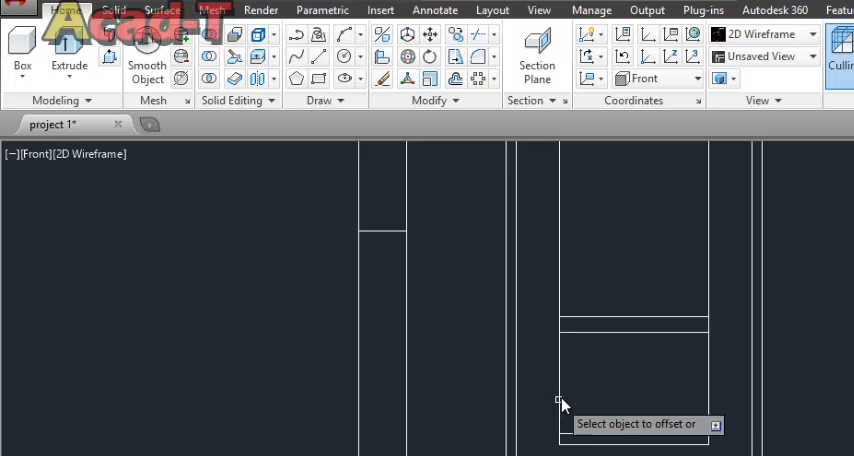 Acad-T
Home Solid Surface Mesh Render Parametric Insert Annotate Layout View Manage Output Plug-ins Autodesk 360
Box Extrude Smooth Object Section Plane Front 2D Wireframe Unsaved View
Modeling Mesh Solid Editing Draw Modify Section Coordinates View
project 1*
[−][Front][2D Wireframe]
Select object to offset or